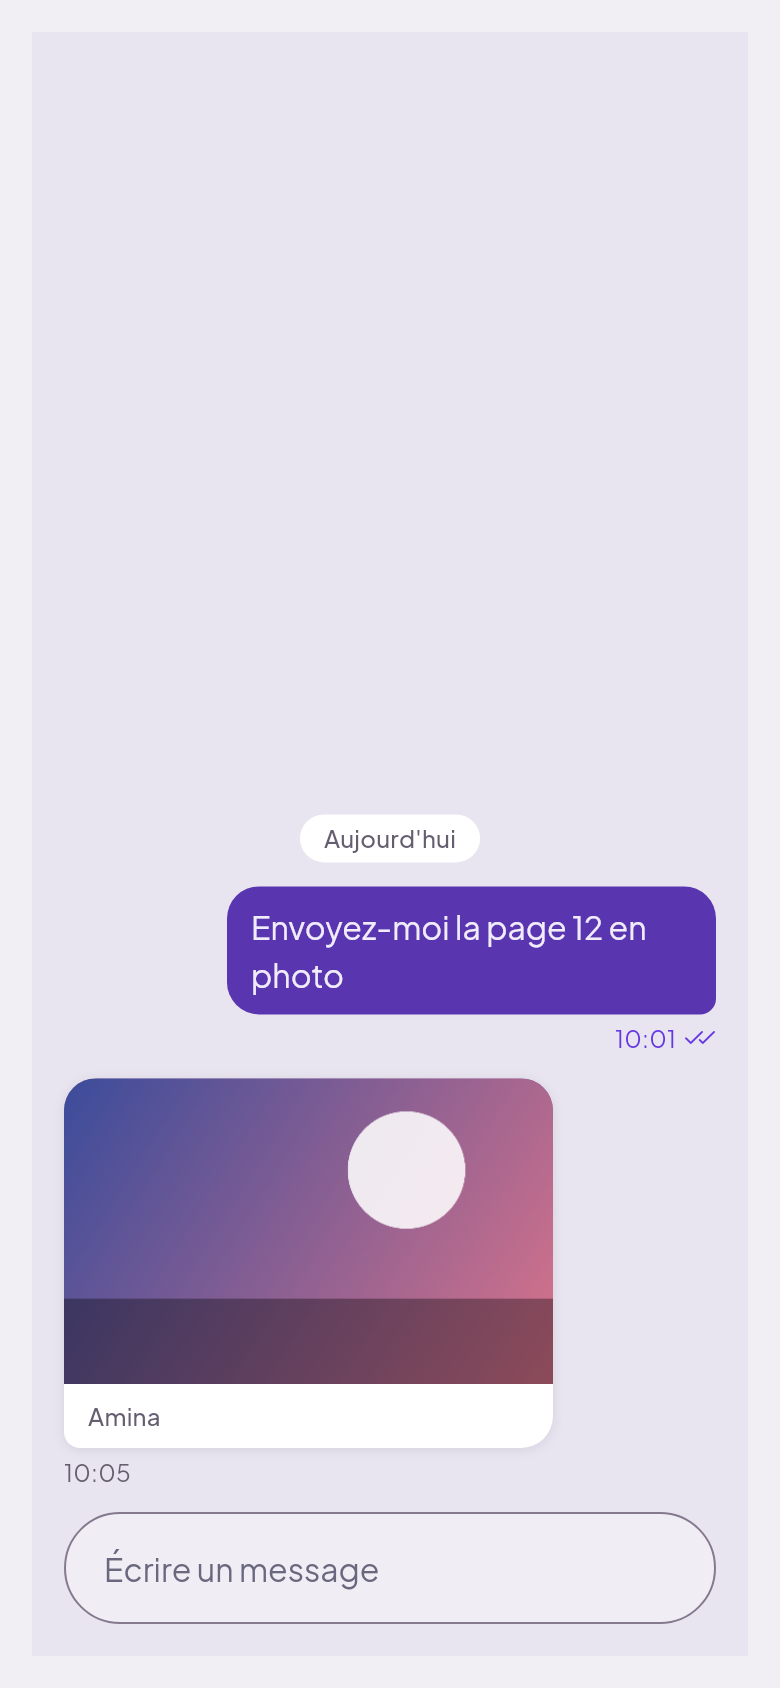 Aujourd'hui
Envoyez-moi la page 12 en
photo
10:01
Amina
10:05
Écrire un message